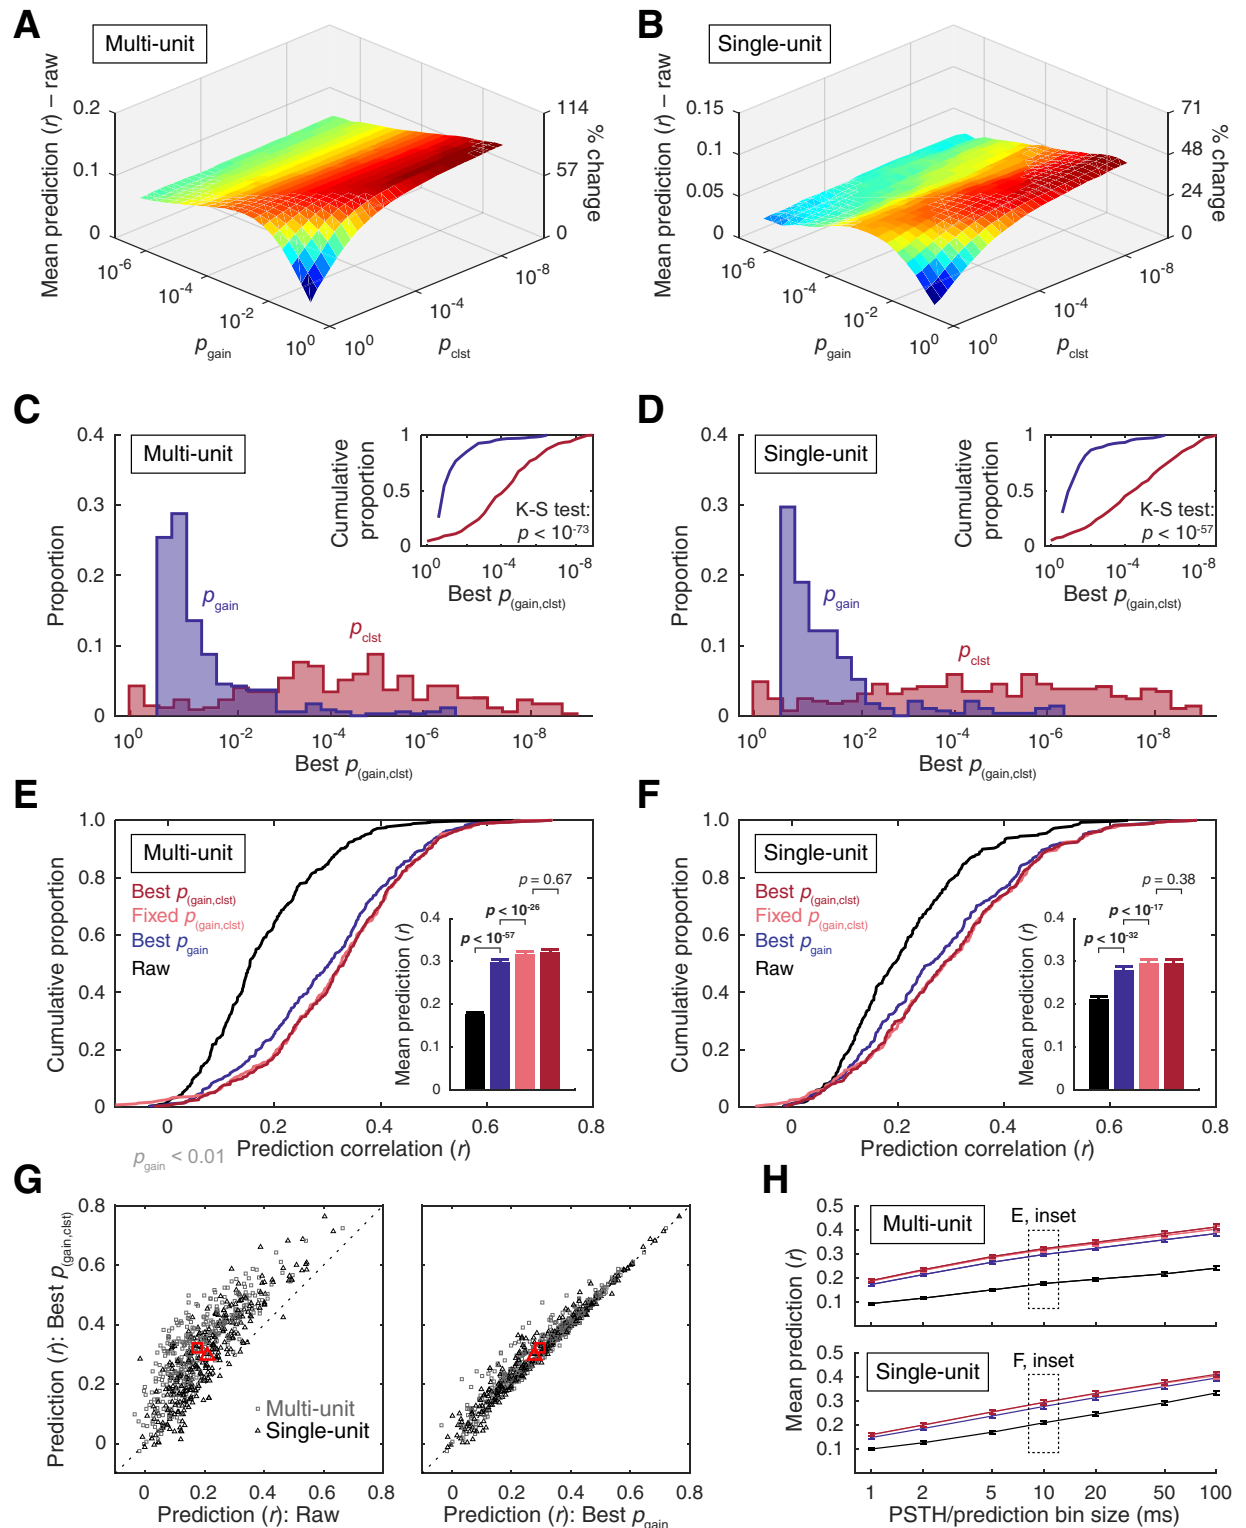 A
Multi-unit
Mean prediction (r) – raw
0.2
0.1
0
114
57
0
% change
10-6
10-4
10-2
100
pgain
100
10-4
10-8
pclst
B
Single-unit
Mean prediction (r) – raw
0.15
0.1
0.05
0
71
48
24
0
% change
10-6
10-4
10-2
100
pgain
100
10-4
10-8
pclst
C
Multi-unit
Proportion
0.4
0.3
0.2
0.1
0
pgain
pclst
100 10-2 10-4 10-6 10-8
Best p(gain,clst)
Cumulative proportion
1
0.5
0
K-S test:
p < 10-73
100 10-4 10-8
Best p(gain,clst)
D
Single-unit
Proportion
0.4
0.3
0.2
0.1
0
pgain
pclst
100 10-2 10-4 10-6 10-8
Best p(gain,clst)
Cumulative proportion
1
0.5
0
K-S test:
p < 10-57
100 10-4 10-8
Best p(gain,clst)
E
Multi-unit
Cumulative proportion
1.0
0.8
0.6
0.4
0.2
0
Best p(gain,clst)
Fixed p(gain,clst)
Best pgain
Raw
0 0.2 0.4 0.6 0.8
Prediction correlation (r)
Mean prediction (r)
0.4
0.3
0.2
0.1
0
p < 10-57
p < 10-26
p = 0.67
F
Single-unit
Cumulative proportion
1.0
0.8
0.6
0.4
0.2
0
Best p(gain,clst)
Fixed p(gain,clst)
Best pgain
Raw
0 0.2 0.4 0.6 0.8
Prediction correlation (r)
Mean prediction (r)
0.4
0.3
0.2
0.1
0
p < 10-32
p < 10-17
p = 0.38
pgain < 0.01
G
Prediction (r): Best p(gain,clst)
0.8
0.6
0.4
0.2
0
Multi-unit
Single-unit
0 0.2 0.4 0.6 0.8
Prediction (r): Raw
0 0.2 0.4 0.6 0.8
Prediction (r): Best pgain
H
Mean prediction (r)
0.5
0.4
0.3
0.2
0.1
Multi-unit
E, inset
0.5
0.4
0.3
0.2
0.1
Single-unit
F, inset
1 2 5 10 20 50 100
PSTH/prediction bin size (ms)